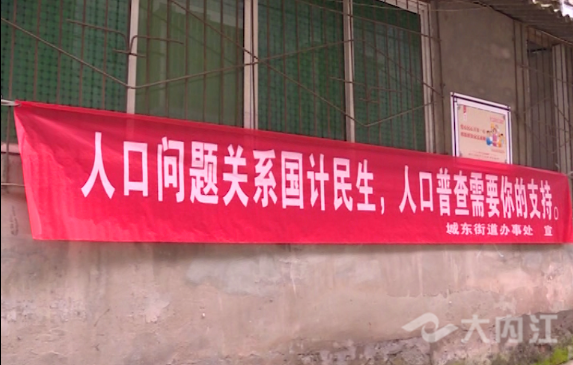 人口问题关系国计民生，人口普查需要你的支持。
城东街道办事处 宣
大内江